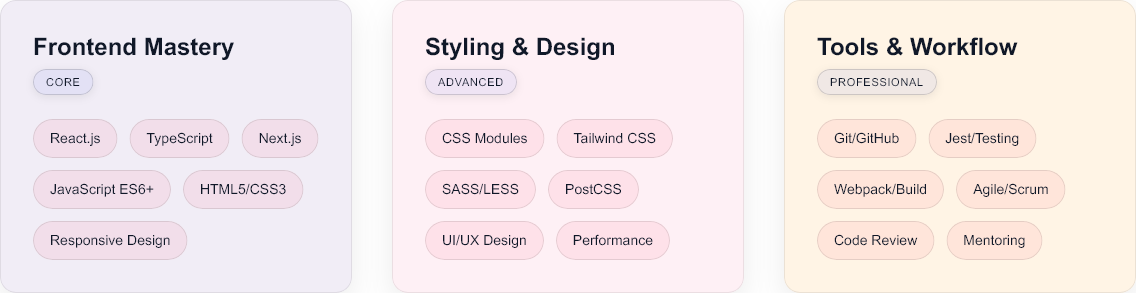 Frontend Mastery
CORE
React.js TypeScript Next.js
JavaScript ES6+ HTML5/CSS3
Responsive Design
Styling & Design
ADVANCED
CSS Modules Tailwind CSS
SASS/LESS PostCSS
UI/UX Design Performance
Tools & Workflow
PROFESSIONAL
Git/GitHub Jest/Testing
Webpack/Build Agile/Scrum
Code Review Mentoring